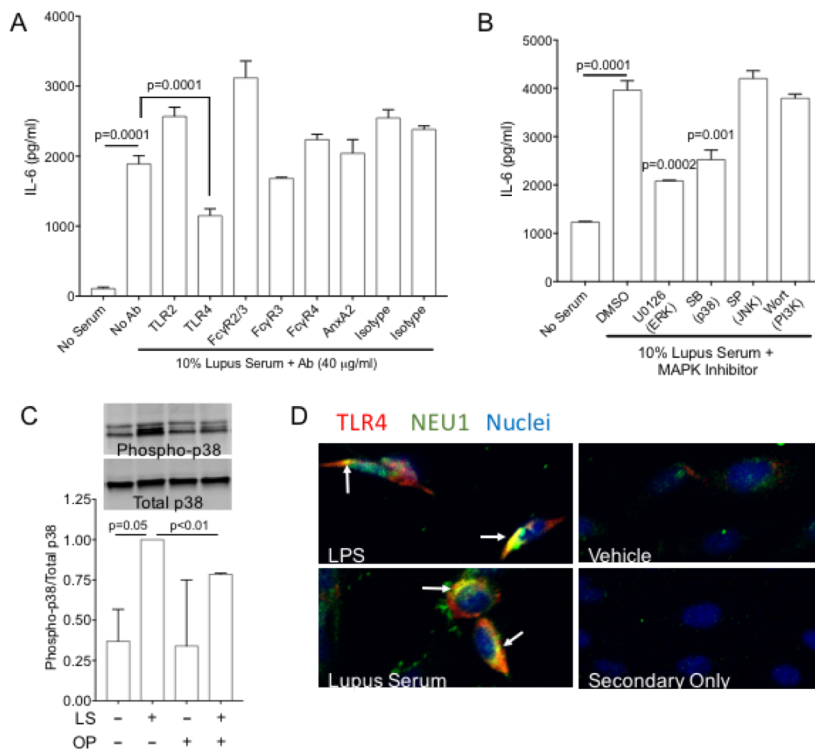 A
IL-6 (pg/ml)
4000
3000
2000
1000
0
p=0.0001
p=0.0001
No Serum
No Ab
TLR2
TLR4
FcγR2/3
FcγR3
FcγR4
AnxA2
Isotype
Isotype
10% Lupus Serum + Ab (40 μg/ml)
B
IL-6 (pg/ml)
5000
4000
3000
2000
1000
0
p=0.0001
p=0.0002
p=0.001
No Serum
DMSO
U0126
(ERK)
SB
(p38)
SP
(JNK)
Wort
(PI3K)
10% Lupus Serum +
MAPK Inhibitor
C
Phospho-p38
Total p38
Phospho-p38/Total p38
1.25
1.00
0.75
0.50
0.25
0.00
p=0.05
p<0.01
LS − + − +
OP − − + +
D
TLR4 NEU1 Nuclei
LPS
Vehicle
Lupus Serum
Secondary Only